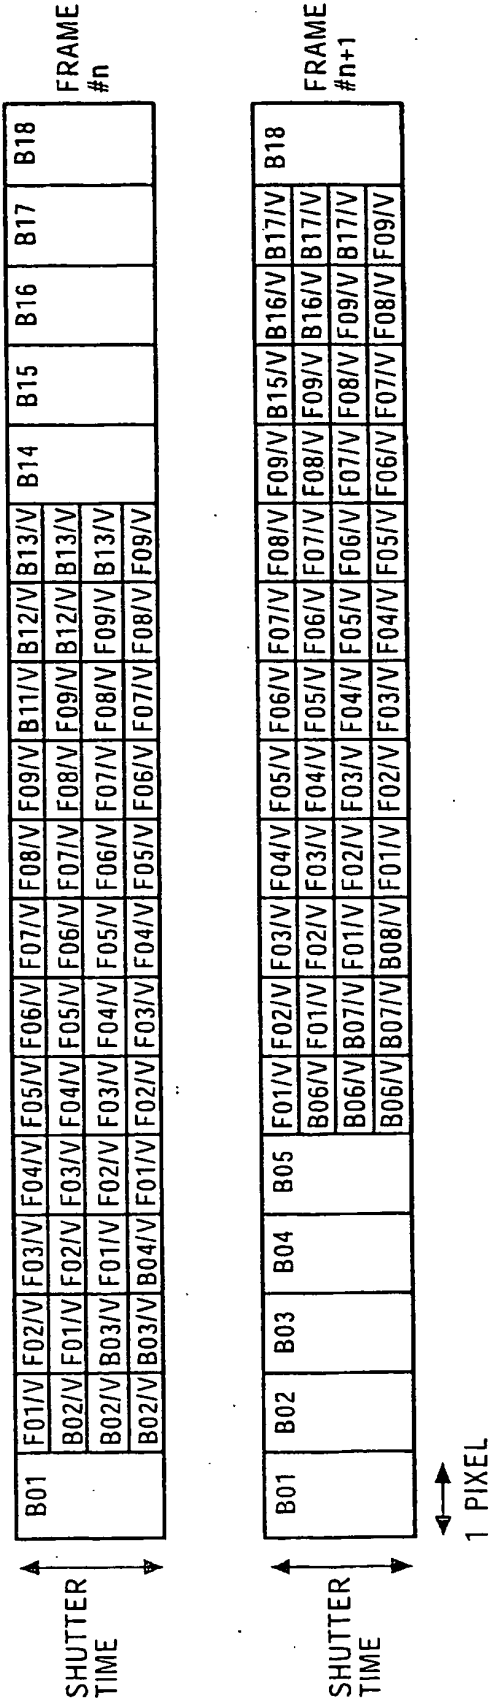 B01 F01/V F02/V F03/V F04/V F05/V F06/V F07/V F08/V F09/V B11/V B12/V B13/V B14 B15 B16 B17 B18
B02/V F01/V F02/V F03/V F04/V F05/V F06/V F07/V F08/V F09/V B12/V B13/V
B02/V B03/V F01/V F02/V F03/V F04/V F05/V F06/V F07/V F08/V F09/V B13/V
B02/V B03/V B04/V F01/V F02/V F03/V F04/V F05/V F06/V F07/V F08/V F09/V
SHUTTER
TIME
FRAME
#n
B01 B02 B03 B04 B05 F01/V F02/V F03/V F04/V F05/V F06/V F07/V F08/V F09/V B15/V B16/V B17/V B18
B06/V F01/V F02/V F03/V F04/V F05/V F06/V F07/V F08/V F09/V B16/V B17/V
B06/V B07/V F01/V F02/V F03/V F04/V F05/V F06/V F07/V F08/V F09/V B17/V
B06/V B07/V B08/V F01/V F02/V F03/V F04/V F05/V F06/V F07/V F08/V F09/V
SHUTTER
TIME
FRAME
#n+1
1 PIXEL